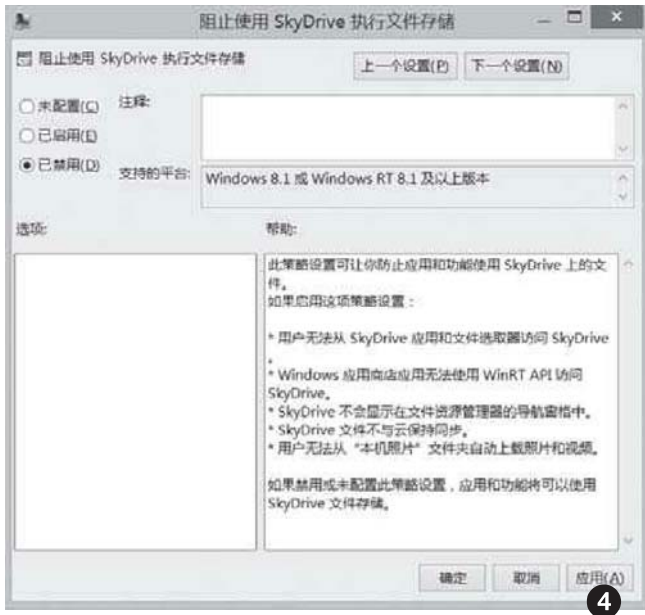 阻止使用 SkyDrive 执行文件存储
阻止使用 SkyDrive 执行文件存储
上一个设置(P)
下一个设置(N)
未配置(C)
注释:
已启用(E)
已禁用(D)
支持的平台:
Windows 8.1 或 Windows RT 8.1 及以上版本
选项:
帮助:
此策略设置可让你防止应用和功能使用 SkyDrive 上的文
件。
如果启用这项策略设置：
* 用户无法从 SkyDrive 应用和文件选取器访问 SkyDrive
。
* Windows 应用商店应用无法使用 WinRT API 访问
SkyDrive。
* SkyDrive 不会显示在文件资源管理器的导航窗格中。
* SkyDrive 文件不与云保持同步。
* 用户无法从 “本机照片” 文件夹自动上载照片和视频。
如果禁用或未配置此策略设置，应用和功能将可以使用
SkyDrive 文件存储。
确定
取消
应用(A)
4